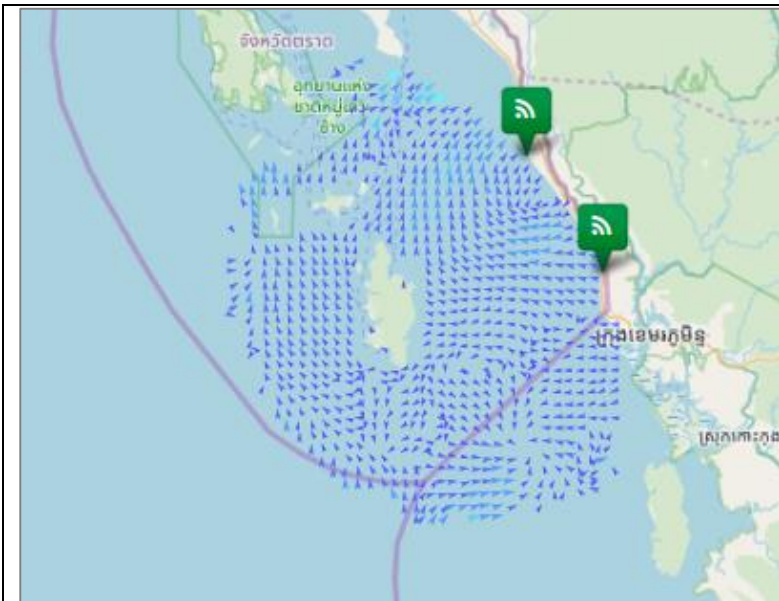 จังหวัดตราด
อุทยานแห่ง
ชาติหมู่เกาะ
ช้าง
ក្រុងខេមរភូមិន្ទ
ស្រុកកោះកុង